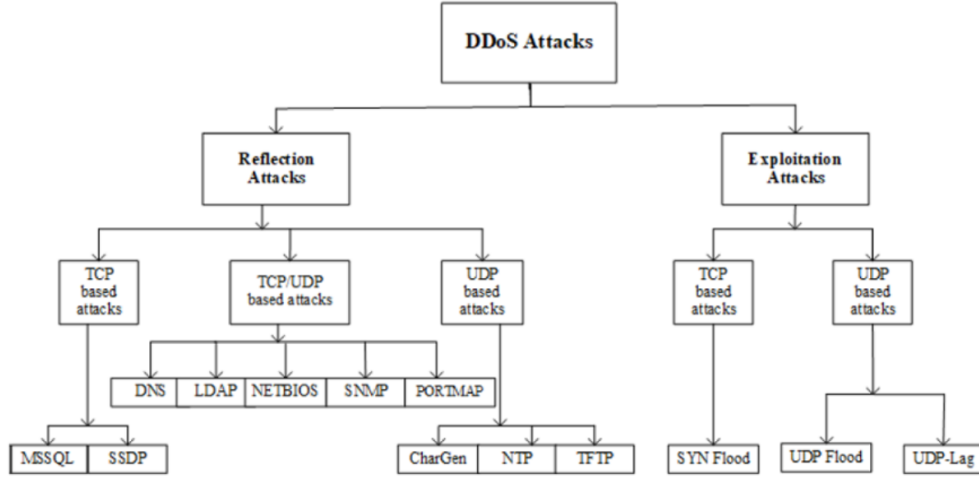 DDoS Attacks
Reflection
Attacks
Exploitation
Attacks
TCP
based
attacks
TCP/UDP
based attacks
UDP
based
attacks
TCP
based
attacks
UDP
based
attacks
DNS
LDAP
NETBIOS
SNMP
PORTMAP
MSSQL
SSDP
CharGen
NTP
TFTP
SYN Flood
UDP Flood
UDP-Lag